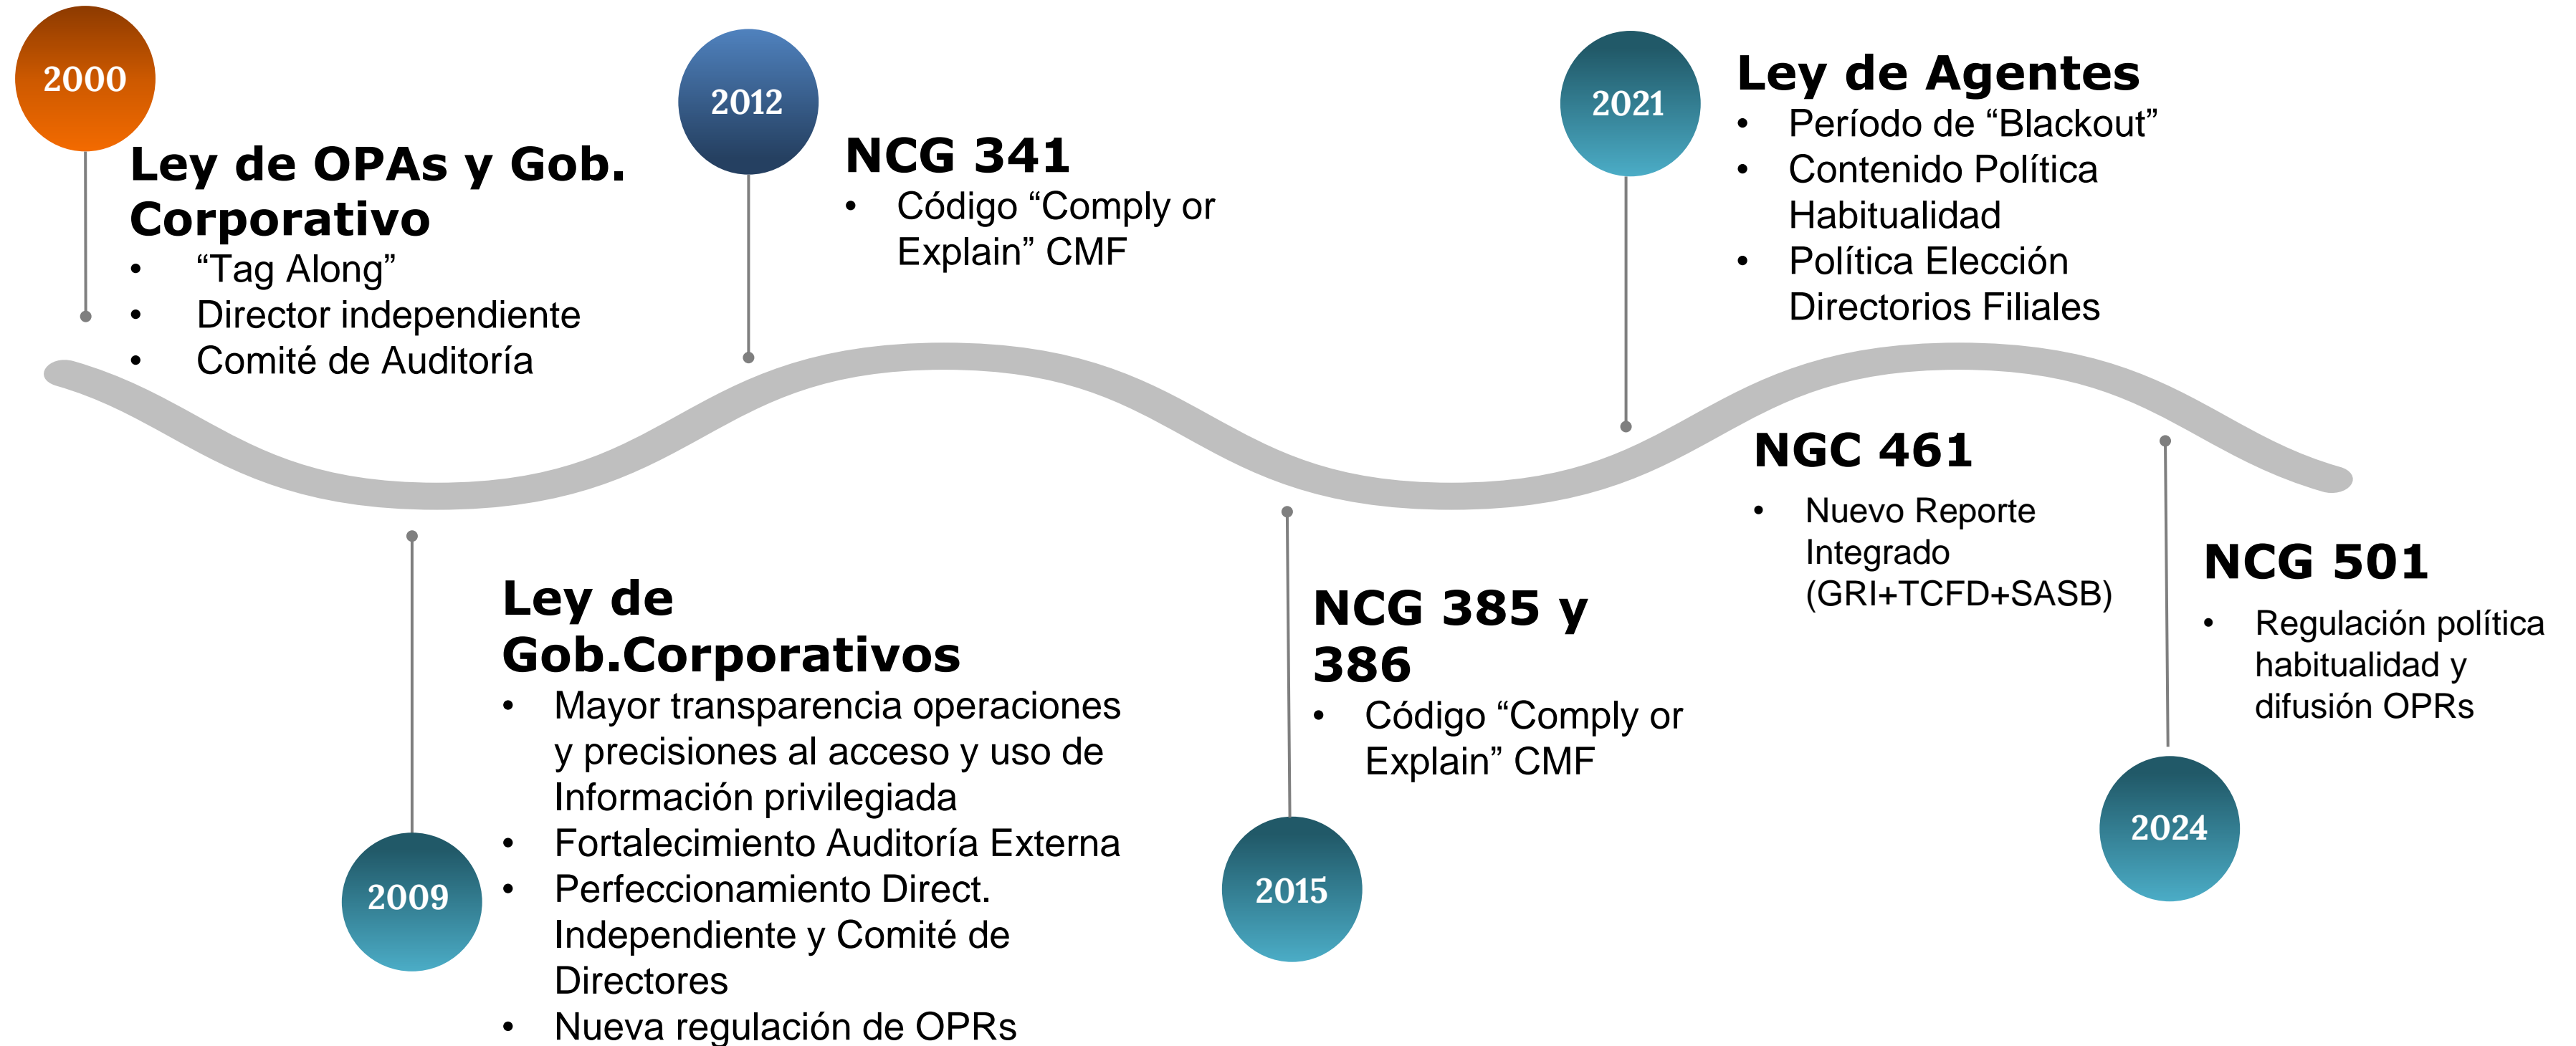 2000
Ley de OPAs y Gob.
Corporativo
• “Tag Along”
• Director independiente
• Comité de Auditoría
2009
Ley de
Gob.Corporativos
• Mayor transparencia operaciones
y precisiones al acceso y uso de
Información privilegiada
• Fortalecimiento Auditoría Externa
• Perfeccionamiento Direct.
Independiente y Comité de
Directores
• Nueva regulación de OPRs
2012
NCG 341
• Código “Comply or
Explain” CMF
2015
NCG 385 y
386
• Código “Comply or
Explain” CMF
2021
Ley de Agentes
• Período de “Blackout”
• Contenido Política
Habitualidad
• Política Elección
Directorios Filiales
NGC 461
• Nuevo Reporte
Integrado
(GRI+TCFD+SASB)
2024
NCG 501
• Regulación política
habitualidad y
difusión OPRs